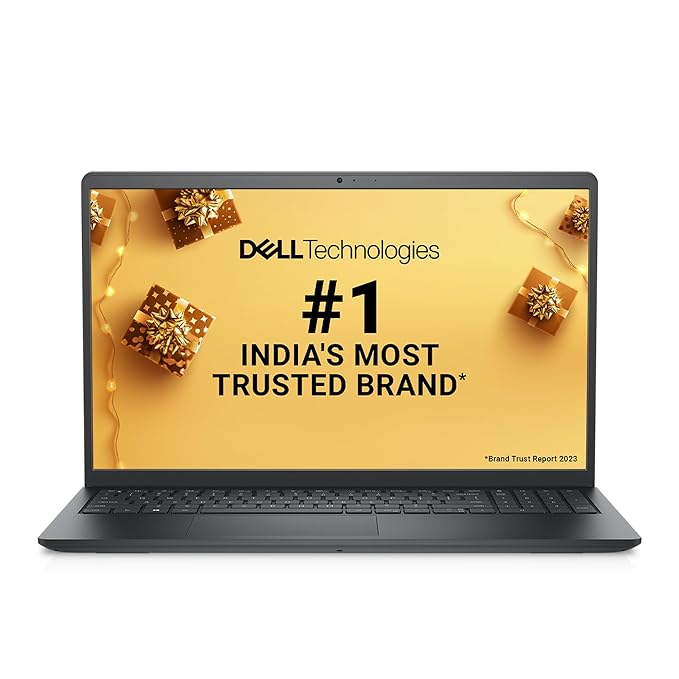 DELLTechnologies
#1
INDIA'S MOST
TRUSTED BRAND*
*Brand Trust Report 2023